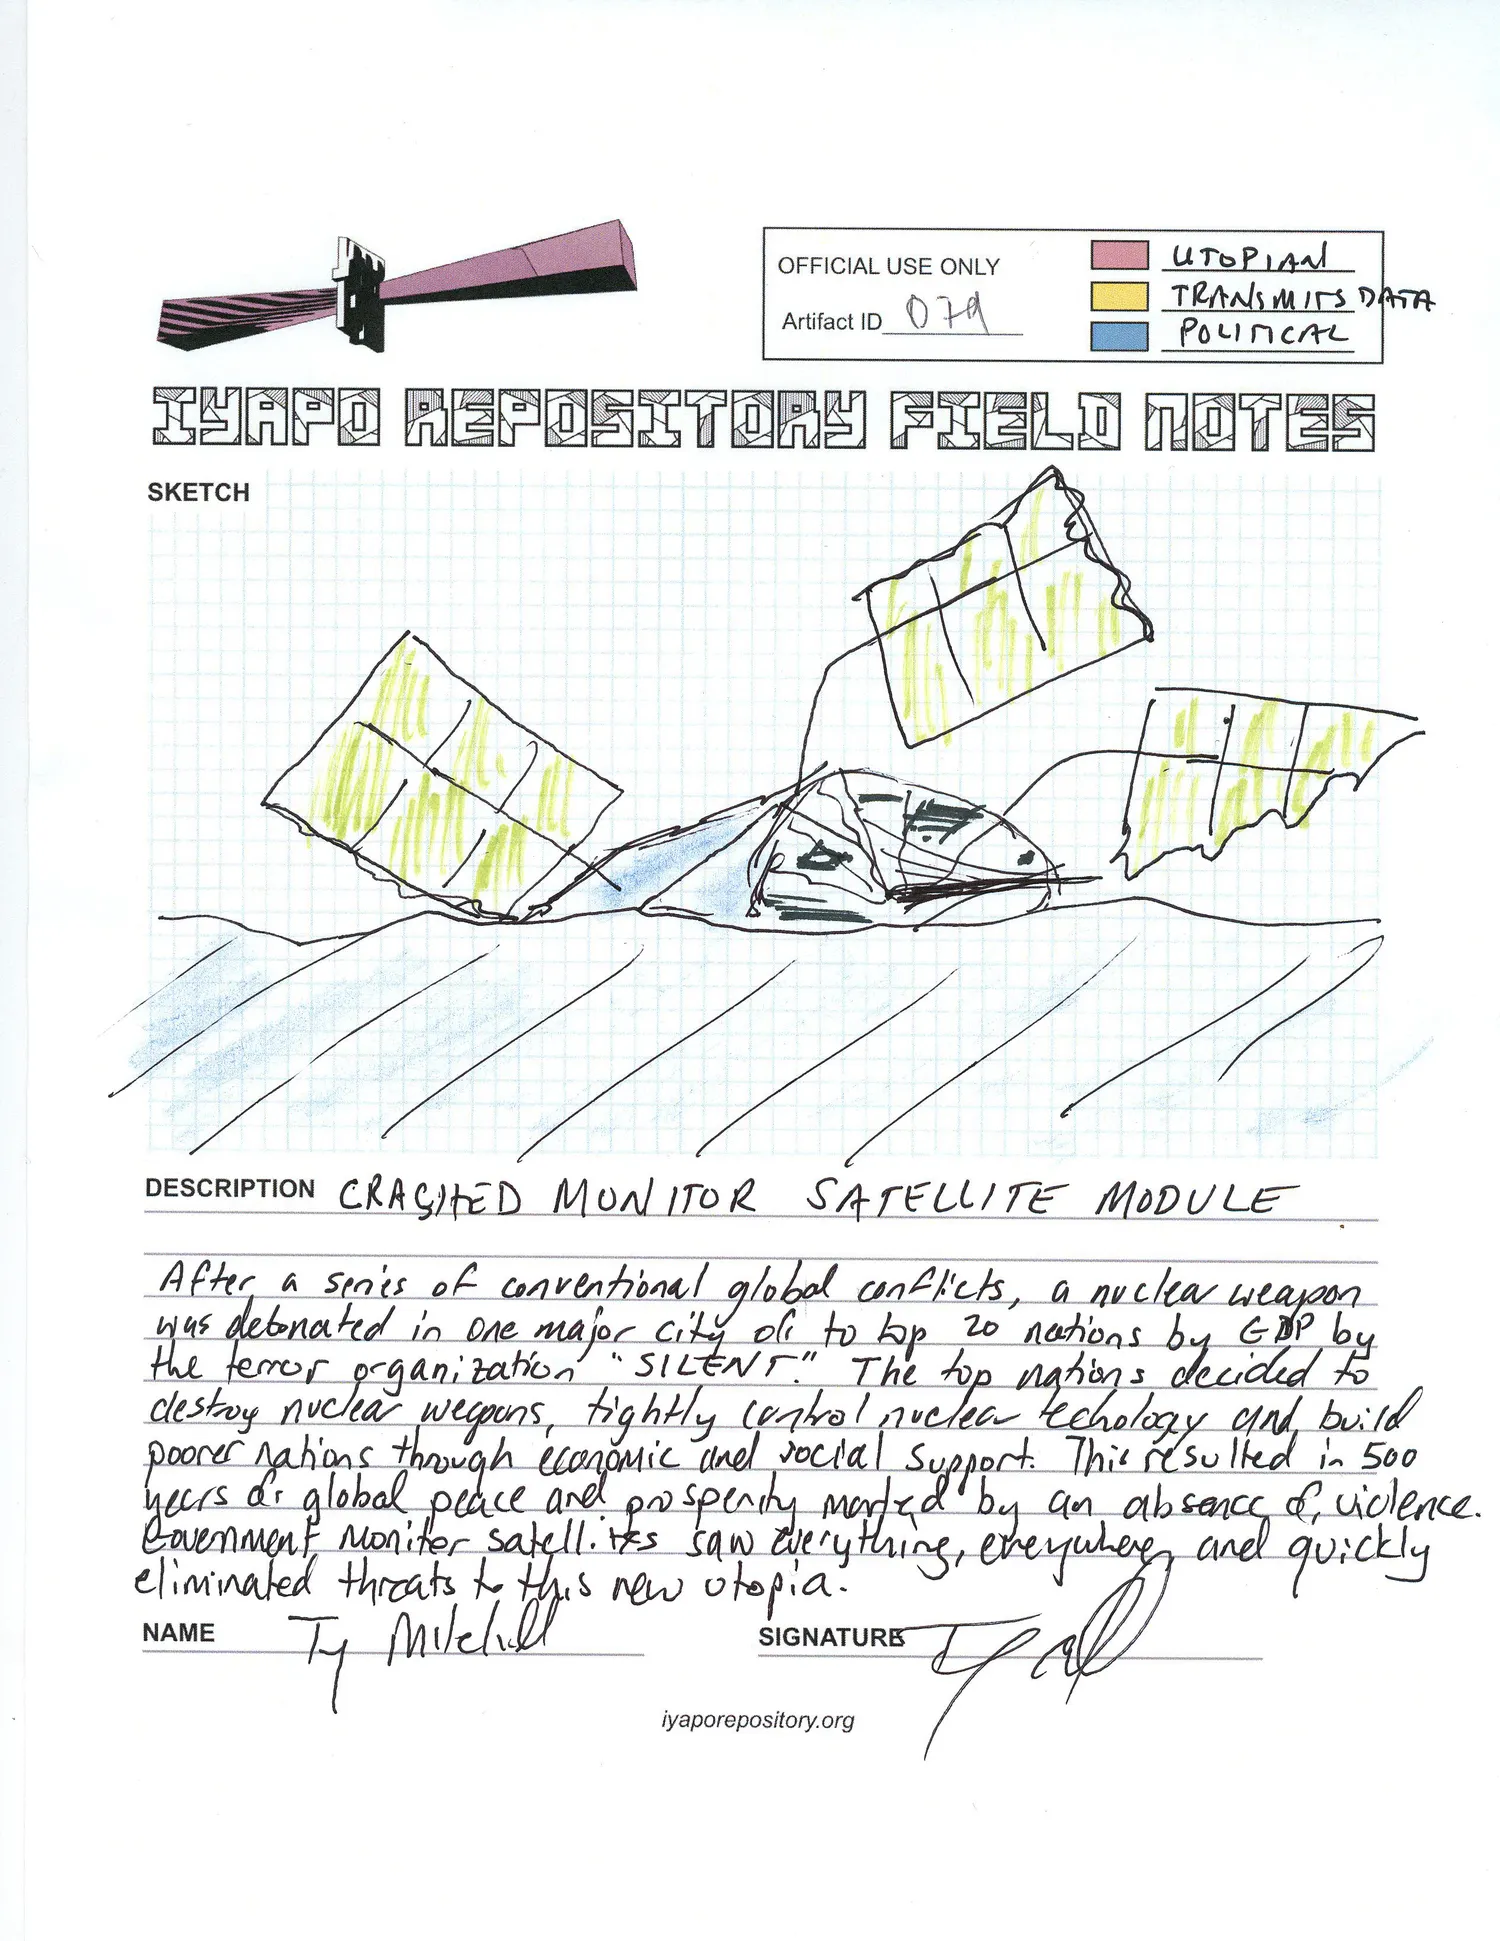 OFFICIAL USE ONLY
Artifact ID 079
UTOPIAN
TRANSMITS DATA
POLITICAL
IYAPO REPOSITORY FIELD NOTES
SKETCH
DESCRIPTION CRASHED MONITOR SATELLITE MODULE
After a series of conventional global conflicts, a nuclear weapon
was detonated in one major city of to top 20 nations by GDP by
the terror organization "SILENT." The top nations decided to
destroy nuclear weapons, tightly control nuclear techology and build
poorer nations through economic and social support. This resulted in 500
years of global peace and prosperity marked by an absence of violence.
Government Monitor satellites saw everything, everywhere and quickly
eliminated threats to this new utopia.
NAME Ty Mitchell
SIGNATURE
iyaporepository.org